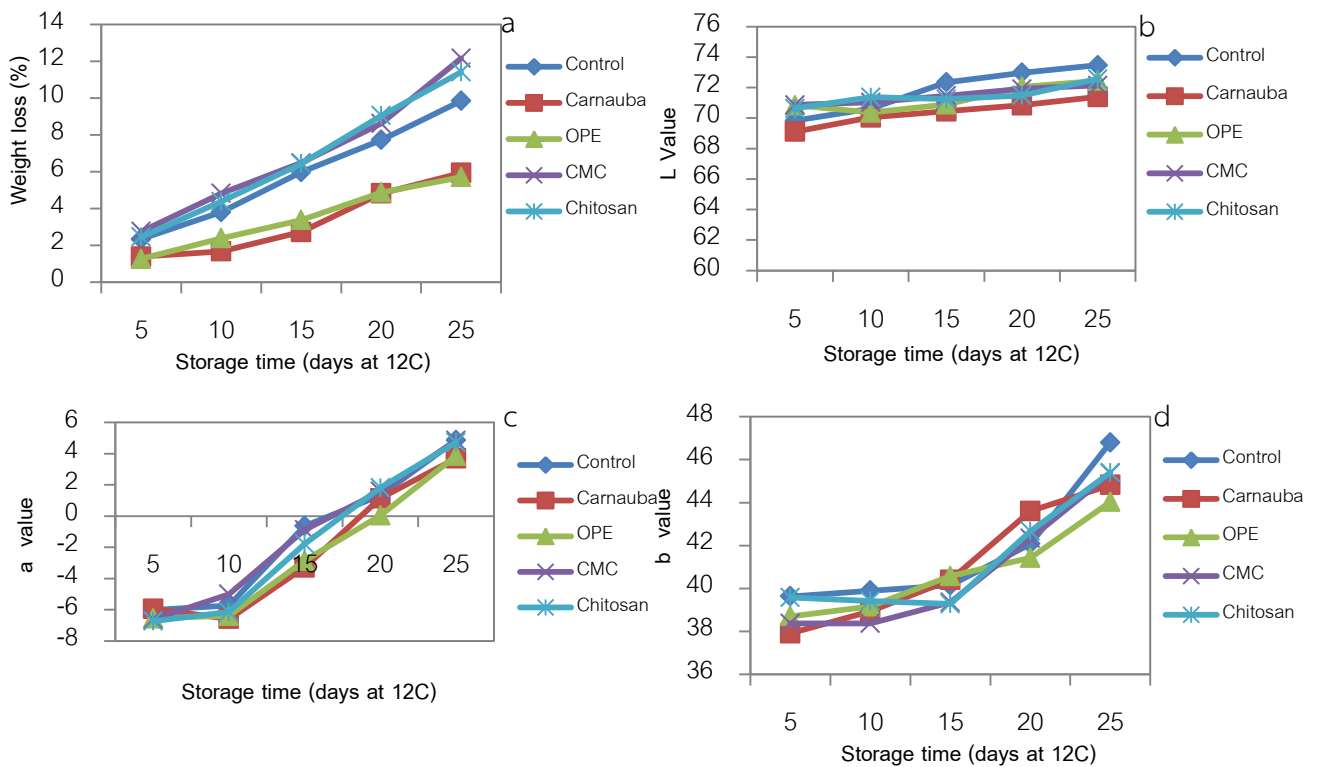 a
14
12
10
8
6
4
2
0
Weight loss (%)
5 10 15 20 25
Storage time (days at 12C)
Control
Carnauba
OPE
CMC
Chitosan
b
76
74
72
70
68
66
64
62
60
L Value
5 10 15 20 25
Storage time (days at 12C)
Control
Carnauba
OPE
CMC
Chitosan
c
6
4
2
0
-2
-4
-6
-8
a value
5 10 15 20 25
Storage time (days at 12C)
Control
Carnauba
OPE
CMC
Chitosan
d
48
46
44
42
40
38
36
b value
5 10 15 20 25
Storage time (days at 12C)
Control
Carnauba
OPE
CMC
Chitosan